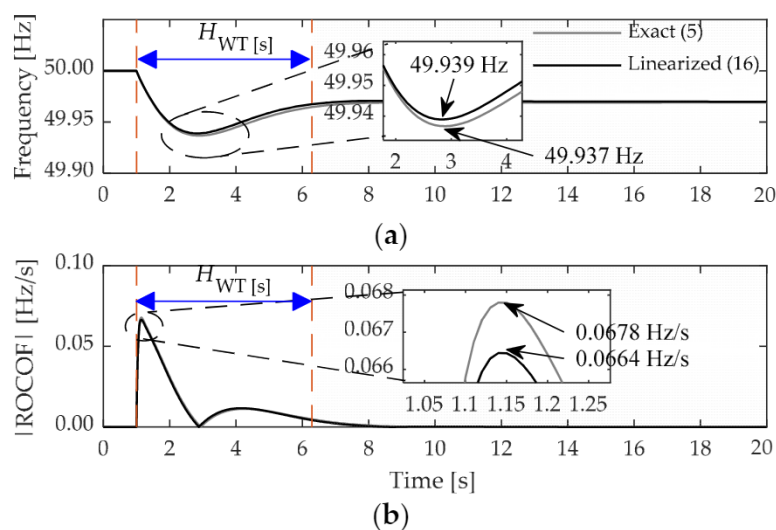 Frequency [Hz]
50.00
49.95
49.90
H WT [s]
49.96
49.95
49.94
2 3 4
49.939 Hz
49.937 Hz
Exact (5)
Linearized (16)
0 2 4 6 8 10 12 14 16 18 20
(a)
|ROCOF| [Hz/s]
0.10
0.05
0.00
H WT [s]
0.068
0.067
0.066
1.05 1.1 1.15 1.2 1.25
0.0678 Hz/s
0.0664 Hz/s
0 2 4 6 8 10 12 14 16 18 20
Time [s]
(b)